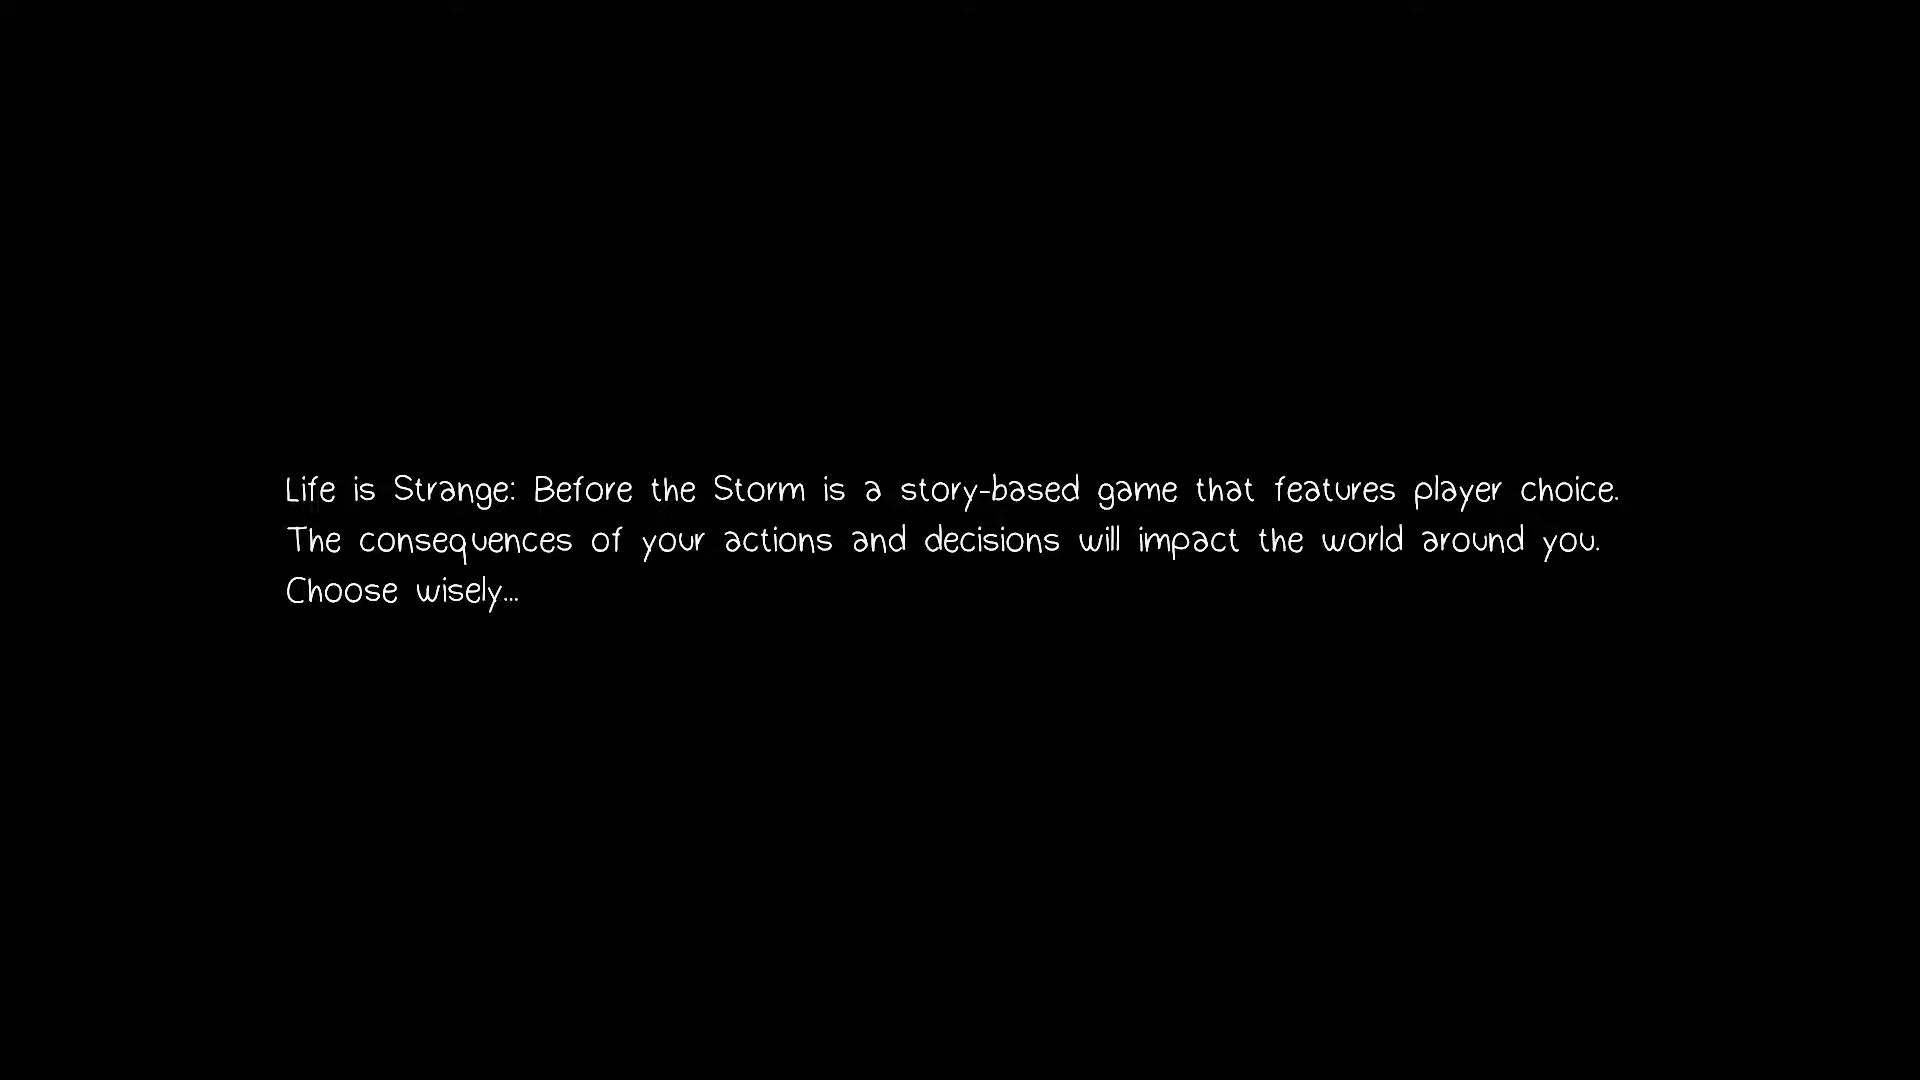 Life is Strange: Before the Storm is a story-based game that features player choice.
The consequences of your actions and decisions will impact the world around you.
Choose wisely...